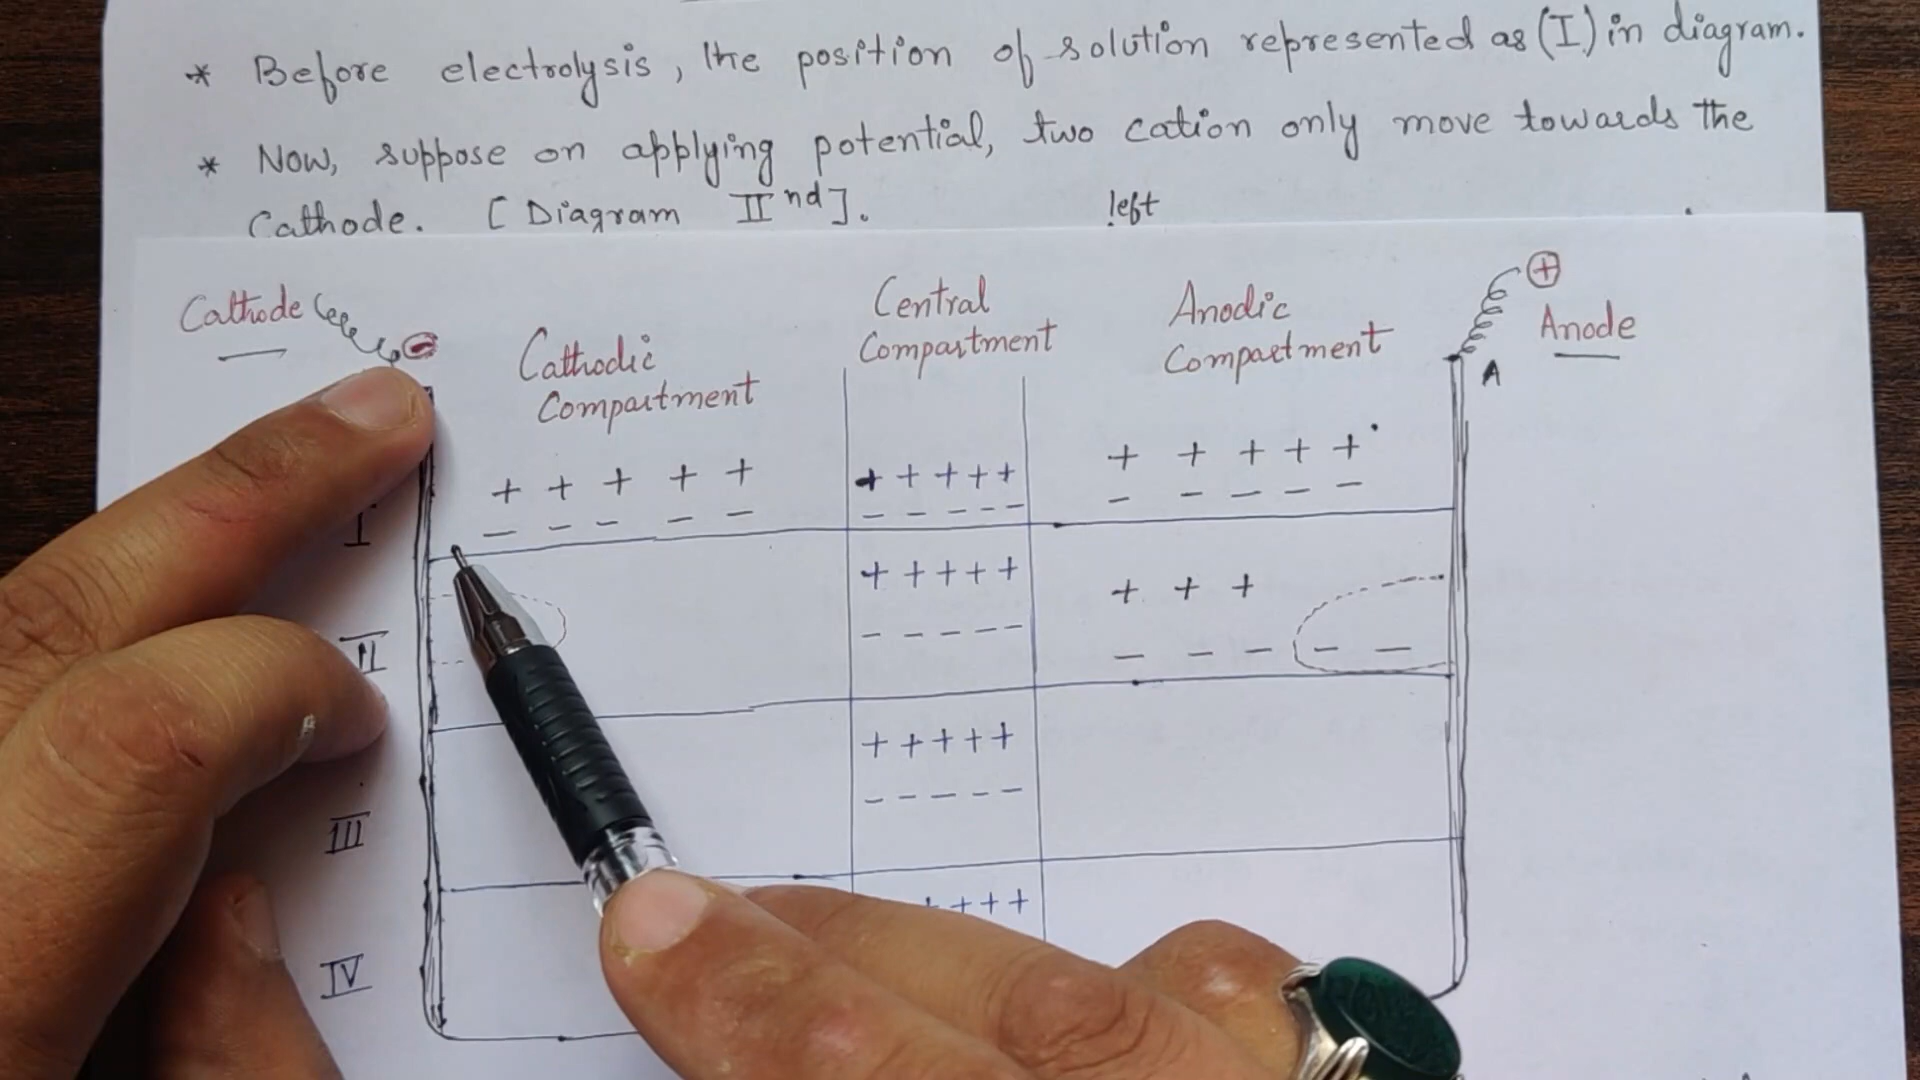 * Before electrolysis, the position of solution represented as (I) in diagram.
* Now, suppose on applying potential, two cation only move towards the
Cathode. [Diagram IInd].
left
Cathode
-
Cathodic
Compartment
Central
Compartment
Anodic
Compartment
+
Anode
A
I
+ + + + +
- - - - -
+ + + + +
- - - - -
+ + + + +
- - - - -
II
+ + + + +
- - - - -
+ + +
- - - - -
III
+ + + + +
- - - - -
IV
+ + + +